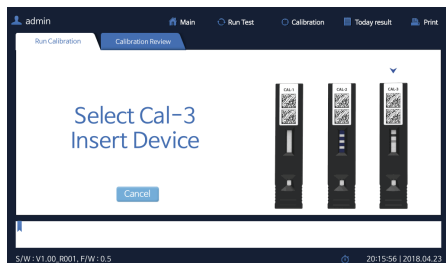 admin
Main
Run Test
Calibration
Today result
Print
Run Calibration
Calibration Review
Select Cal-3
Insert Device
CAL-1
CAL-2
CAL-3
Cancel
S/W : V1.00_R001, F/W : 0.5
20:15:56 | 2018.04.23